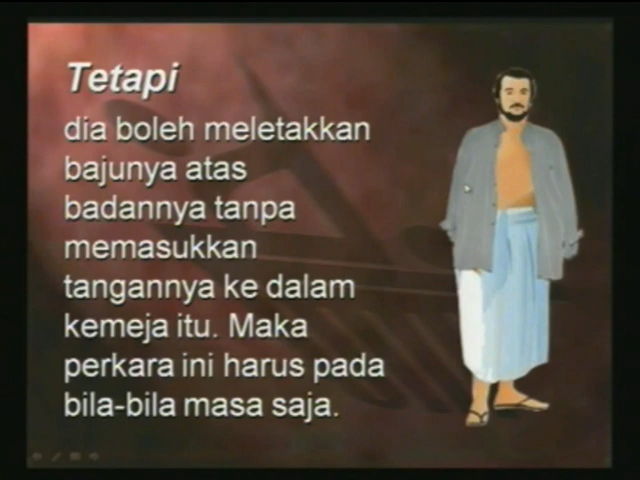 Tetapi
dia boleh meletakkan
bajunya atas
badannya tanpa
memasukkan
tangannya ke dalam
kemeja itu. Maka
perkara ini harus pada
bila-bila masa saja.